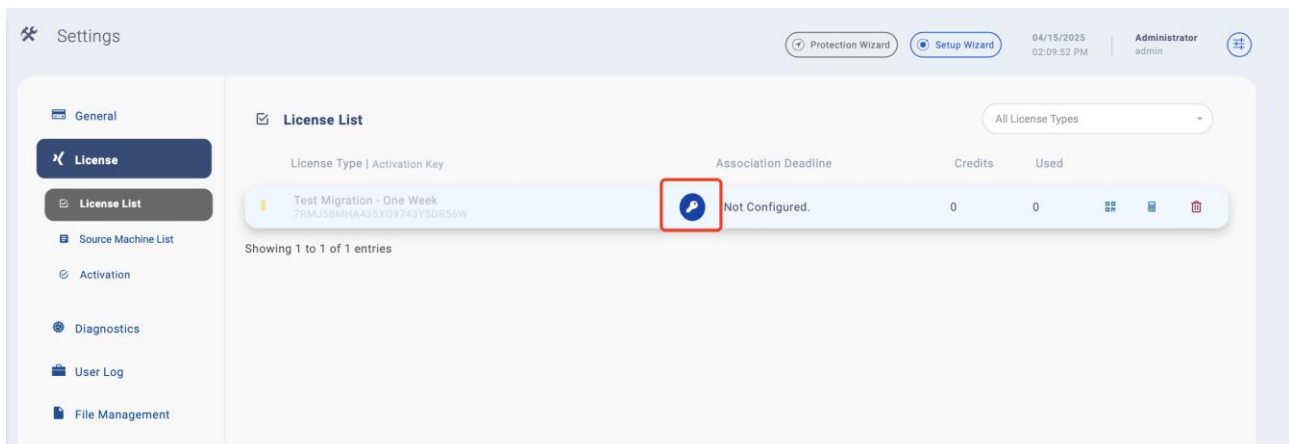 Settings
Protection Wizard
Setup Wizard
04/15/2025
02:09:52 PM
Administrator
admin
General
License
License List
Source Machine List
Activation
Diagnostics
User Log
File Management
License List
All License Types
License Type | Activation Key
Association Deadline
Credits
Used
Test Migration - One Week
Not Configured.
0
0
Showing 1 to 1 of 1 entries